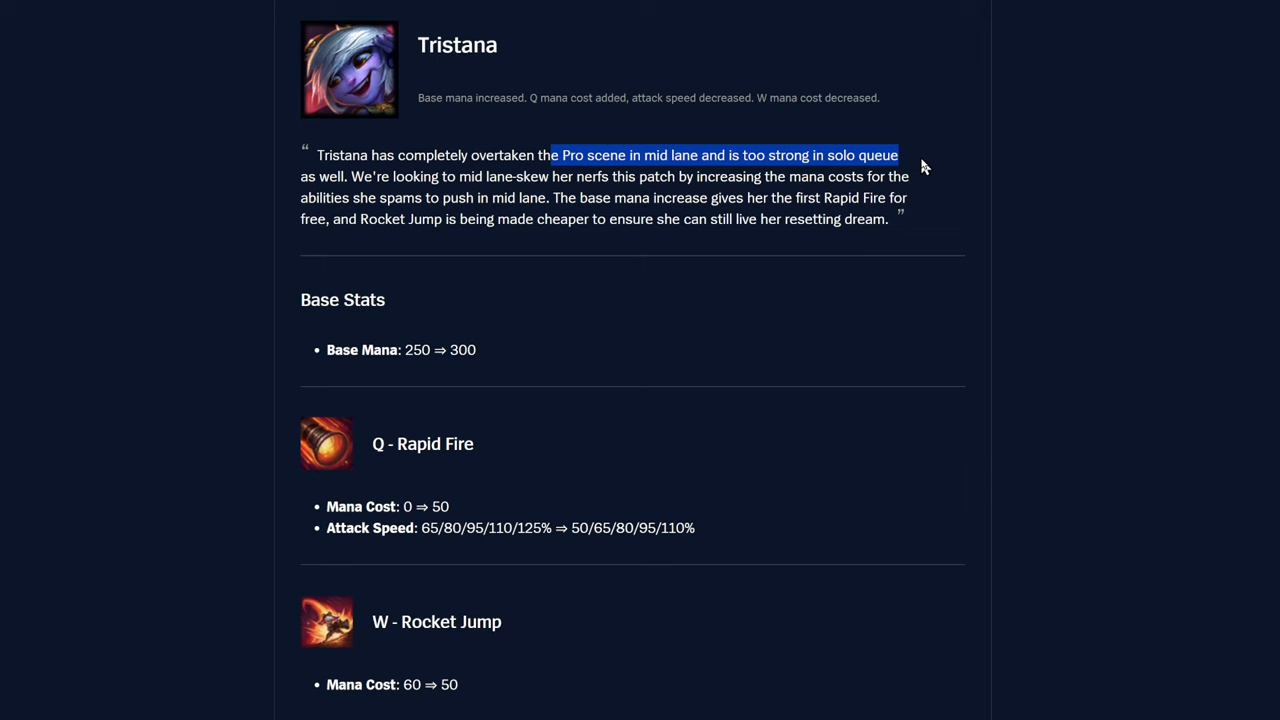 Tristana
Base mana increased. Q mana cost added, attack speed decreased. W mana cost decreased.
“ Tristana has completely overtaken the Pro scene in mid lane and is too strong in solo queue
as well. We're looking to mid lane-skew her nerfs this patch by increasing the mana costs for the
abilities she spams to push in mid lane. The base mana increase gives her the first Rapid Fire for
free, and Rocket Jump is being made cheaper to ensure she can still live her resetting dream. ”
Base Stats
• Base Mana: 250 ⇒ 300
Q - Rapid Fire
• Mana Cost: 0 ⇒ 50
• Attack Speed: 65/80/95/110/125% ⇒ 50/65/80/95/110%
W - Rocket Jump
• Mana Cost: 60 ⇒ 50